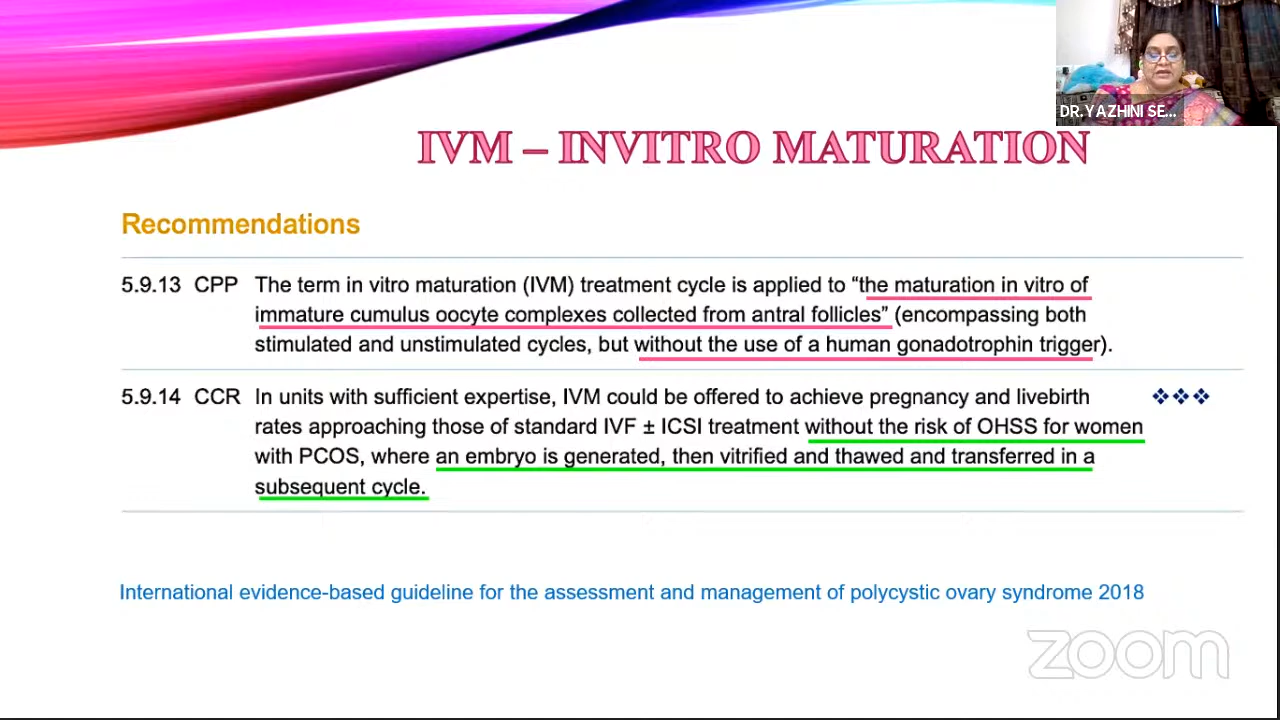 DR.YAZHINI SE...
IVM – INVITRO MATURATION
Recommendations
5.9.13 CPP The term in vitro maturation (IVM) treatment cycle is applied to “the maturation in vitro of
immature cumulus oocyte complexes collected from antral follicles” (encompassing both
stimulated and unstimulated cycles, but without the use of a human gonadotrophin trigger).
5.9.14 CCR In units with sufficient expertise, IVM could be offered to achieve pregnancy and livebirth
rates approaching those of standard IVF ± ICSI treatment without the risk of OHSS for women
with PCOS, where an embryo is generated, then vitrified and thawed and transferred in a
subsequent cycle.
International evidence-based guideline for the assessment and management of polycystic ovary syndrome 2018
zoom